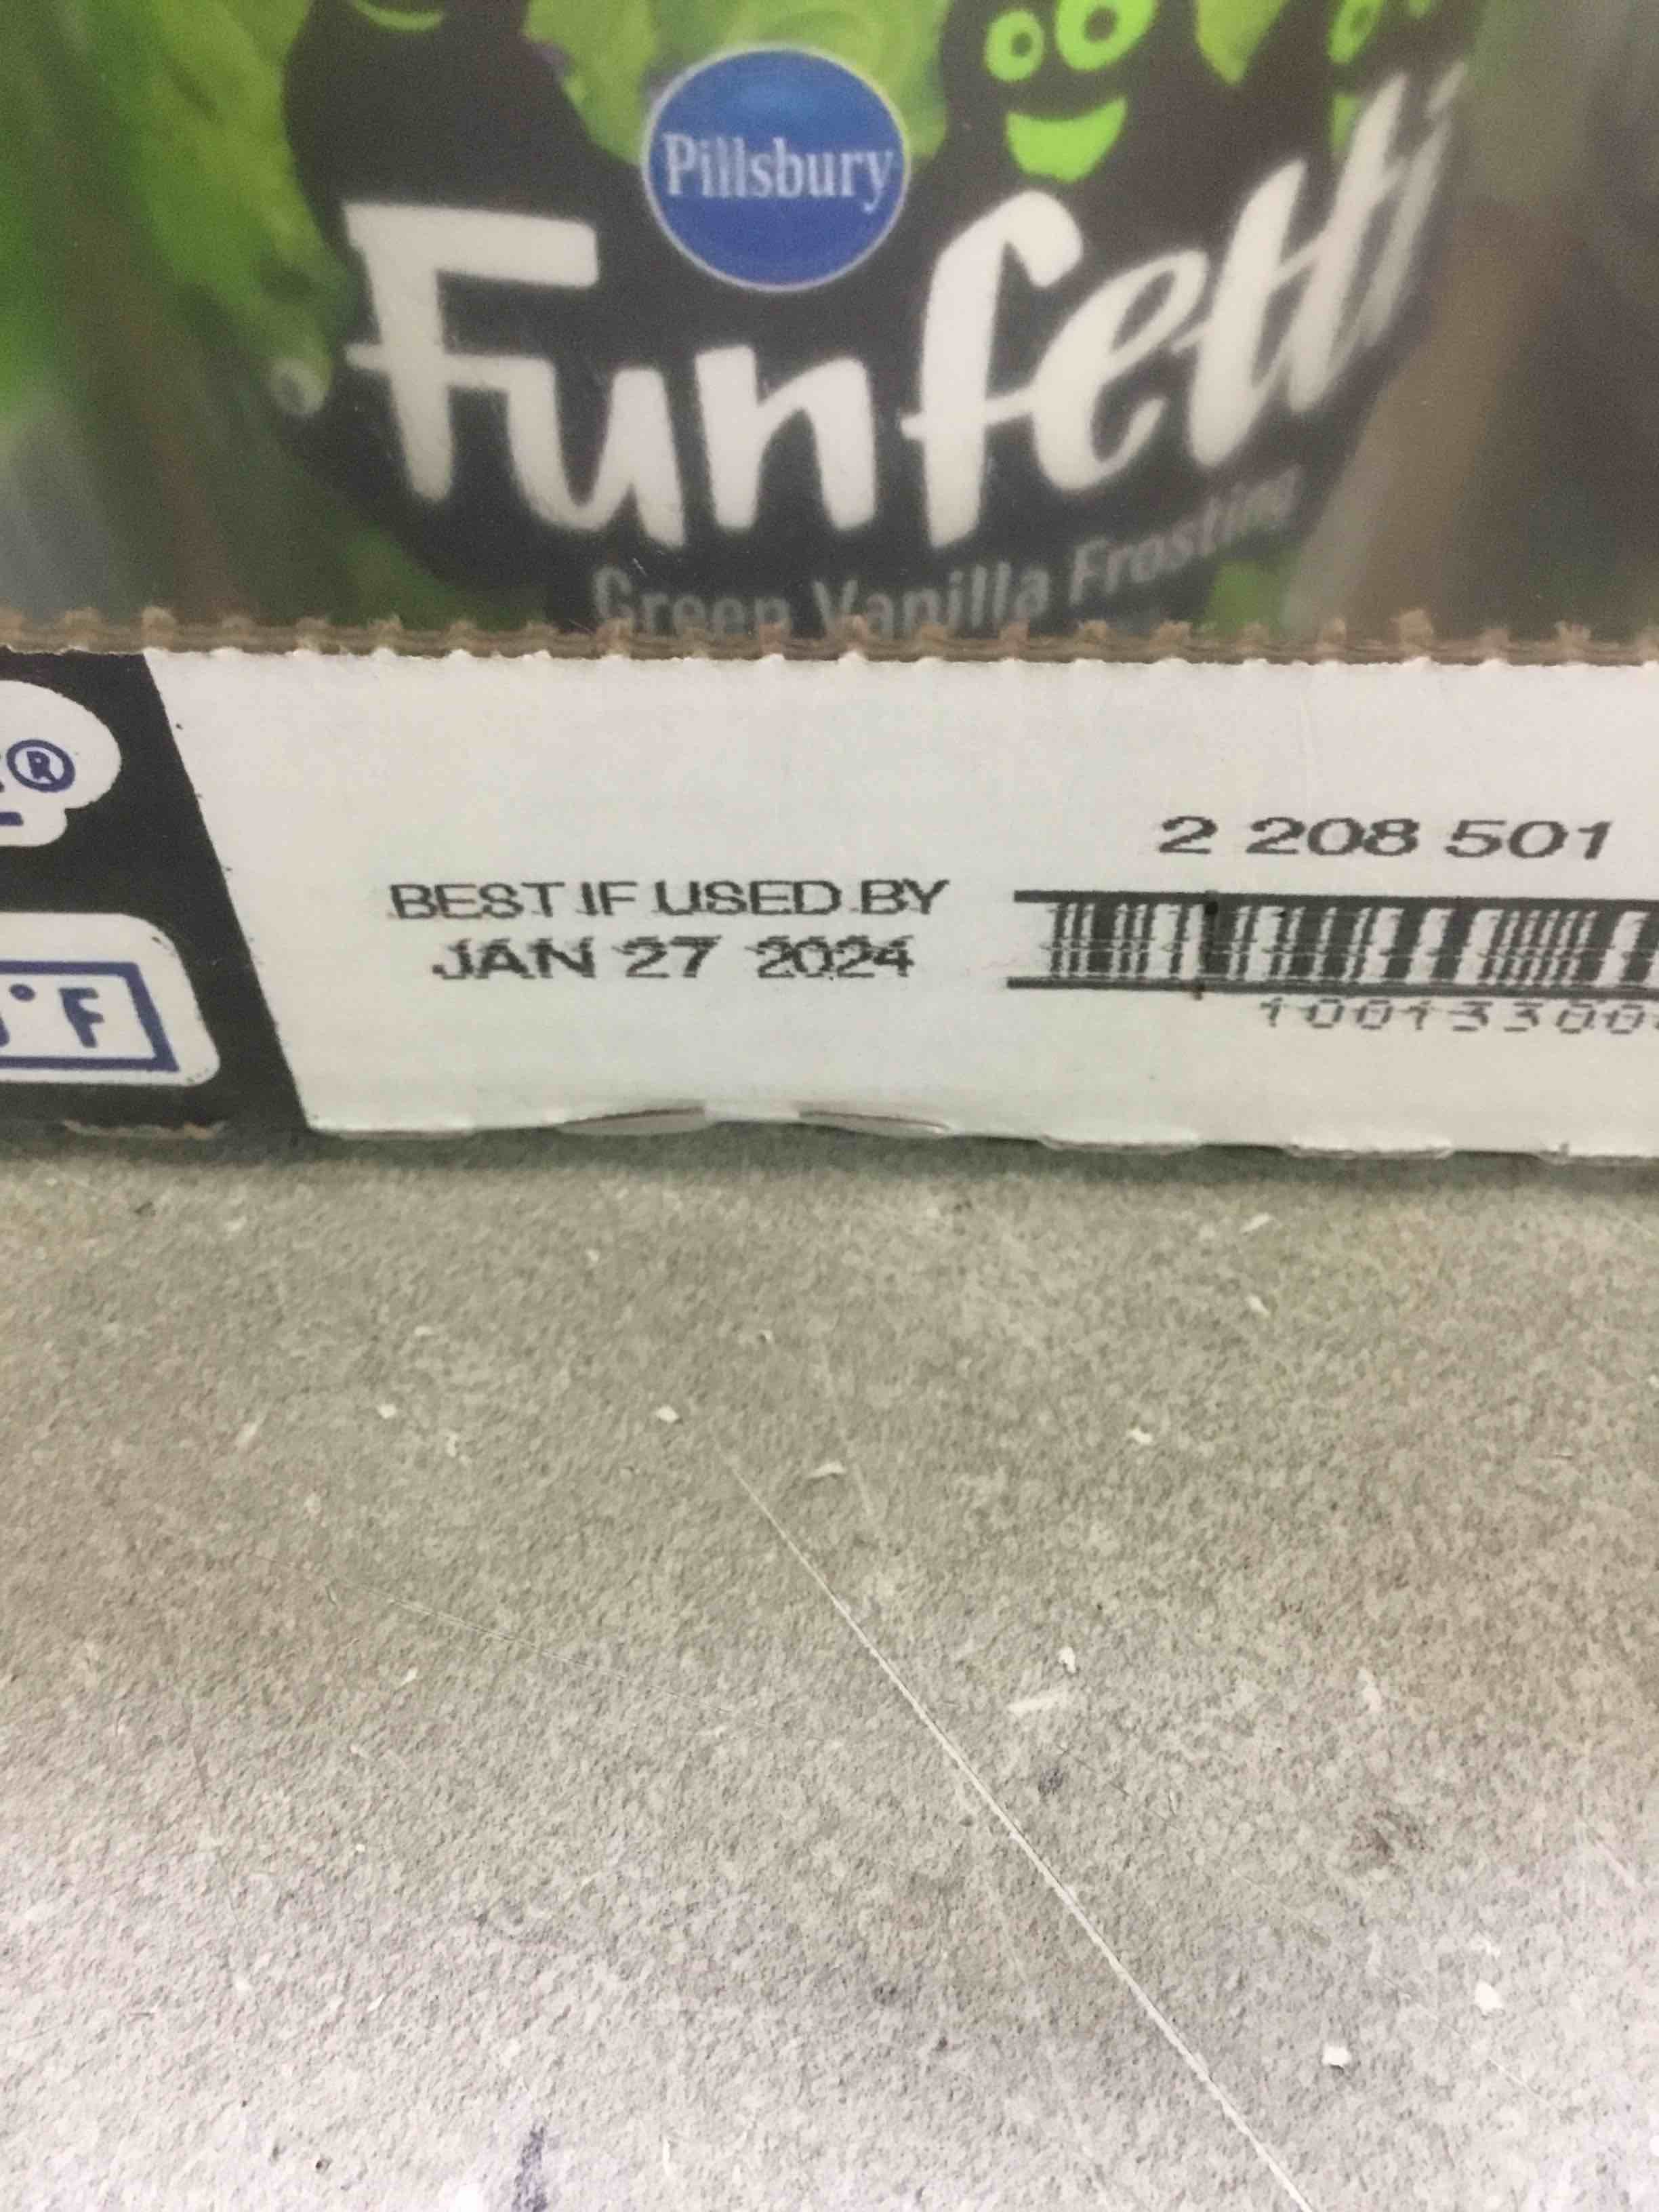 Pillsbury
Funfetti
Green Vanilla Frosting
®
2 208 501
BEST IF USED BY
JAN 27 2024
°F